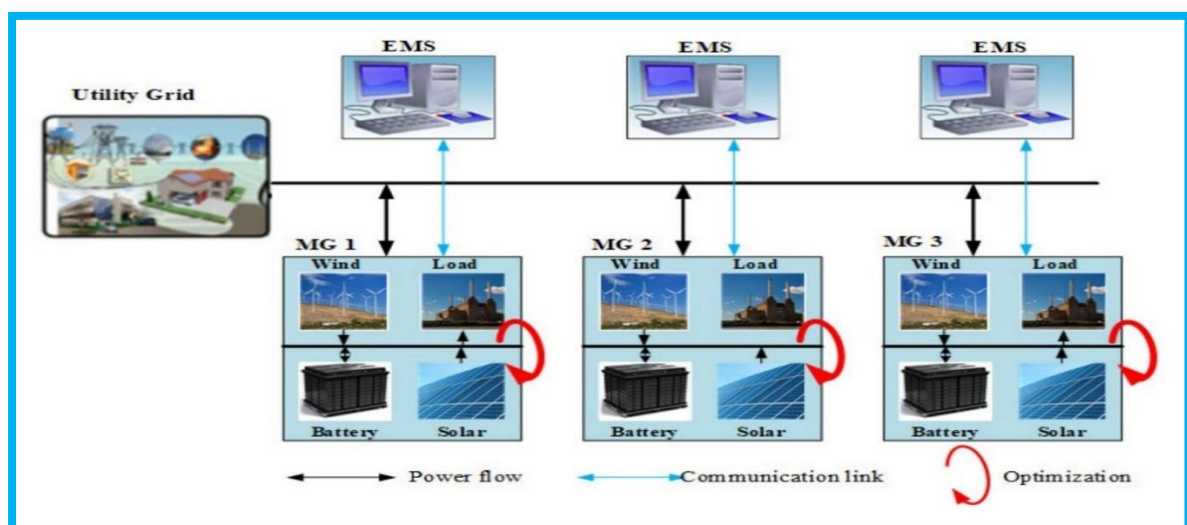 EMS EMS EMS
Utility Grid
MG 1 MG 2 MG 3
Wind Load Wind Load Wind Load
Battery Solar Battery Solar Battery Solar
Power flow Communication link Optimization